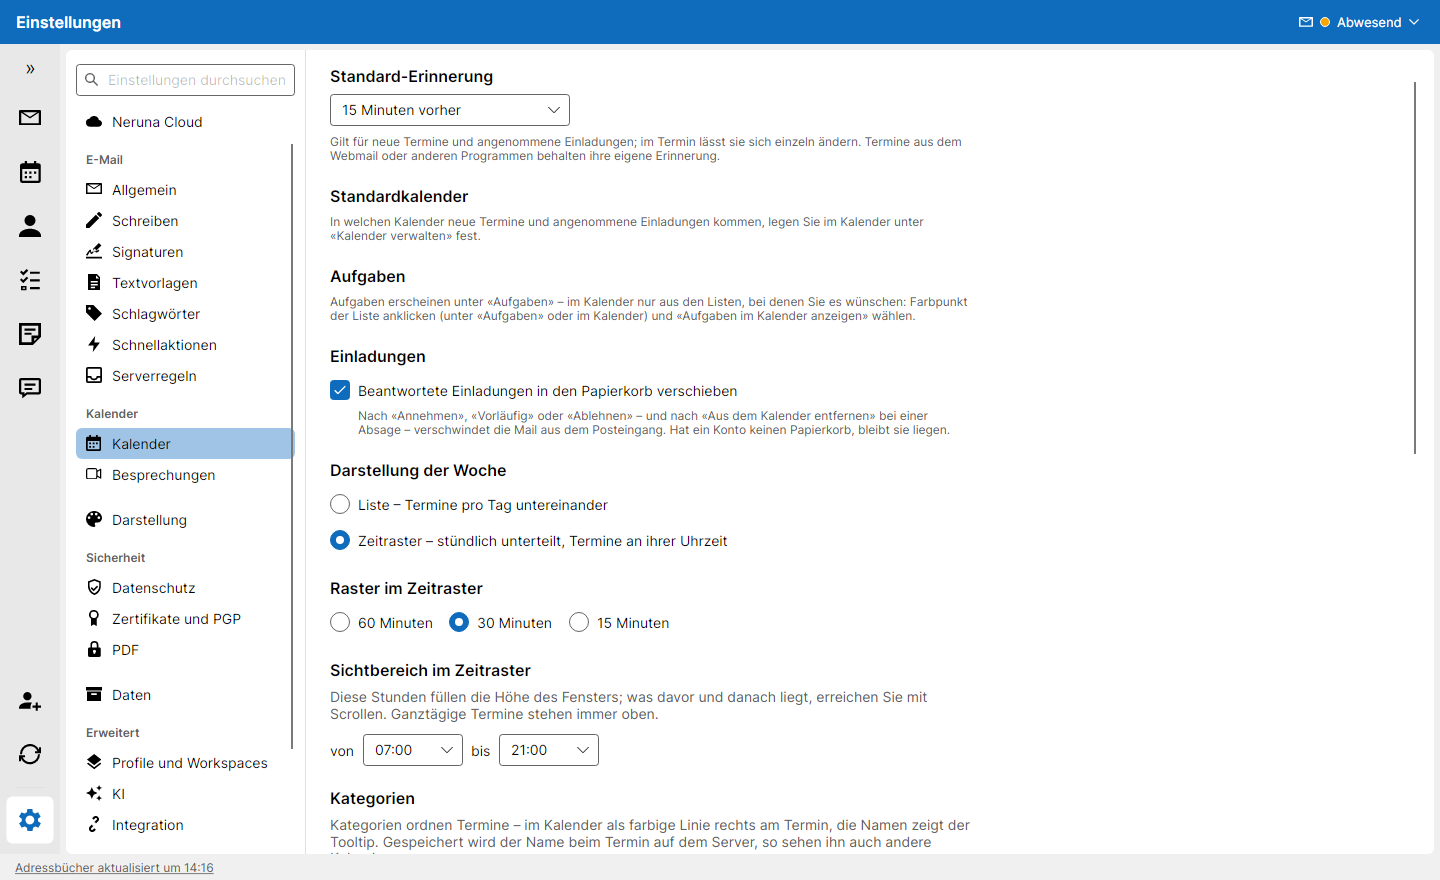 Einstellungen
Abwesend
»
Einstellungen durchsuchen
Neruna Cloud
E-Mail
Allgemein
Schreiben
Signaturen
Textvorlagen
Schlagwörter
Schnellaktionen
Serverregeln
Kalender
Kalender
Besprechungen
Darstellung
Sicherheit
Datenschutz
Zertifikate und PGP
PDF
Daten
Erweitert
Profile und Workspaces
KI
Integration
Standard-Erinnerung
15 Minuten vorher
Gilt für neue Termine und angenommene Einladungen; im Termin lässt sie sich einzeln ändern. Termine aus dem
Webmail oder anderen Programmen behalten ihre eigene Erinnerung.
Standardkalender
In welchen Kalender neue Termine und angenommene Einladungen kommen, legen Sie im Kalender unter
«Kalender verwalten» fest.
Aufgaben
Aufgaben erscheinen unter «Aufgaben» – im Kalender nur aus den Listen, bei denen Sie es wünschen: Farbpunkt
der Liste anklicken (unter «Aufgaben» oder im Kalender) und «Aufgaben im Kalender anzeigen» wählen.
Einladungen
Beantwortete Einladungen in den Papierkorb verschieben
Nach «Annehmen», «Vorläufig» oder «Ablehnen» – und nach «Aus dem Kalender entfernen» bei einer
Absage – verschwindet die Mail aus dem Posteingang. Hat ein Konto keinen Papierkorb, bleibt sie liegen.
Darstellung der Woche
Liste – Termine pro Tag untereinander
Zeitraster – stündlich unterteilt, Termine an ihrer Uhrzeit
Raster im Zeitraster
60 Minuten 30 Minuten 15 Minuten
Sichtbereich im Zeitraster
Diese Stunden füllen die Höhe des Fensters; was davor und danach liegt, erreichen Sie mit
Scrollen. Ganztägige Termine stehen immer oben.
von 07:00 bis 21:00
Kategorien
Kategorien ordnen Termine – im Kalender als farbige Linie rechts am Termin, die Namen zeigt der
Tooltip. Gespeichert wird der Name beim Termin auf dem Server, so sehen ihn auch andere
Adressbücher aktualisiert um 14:16